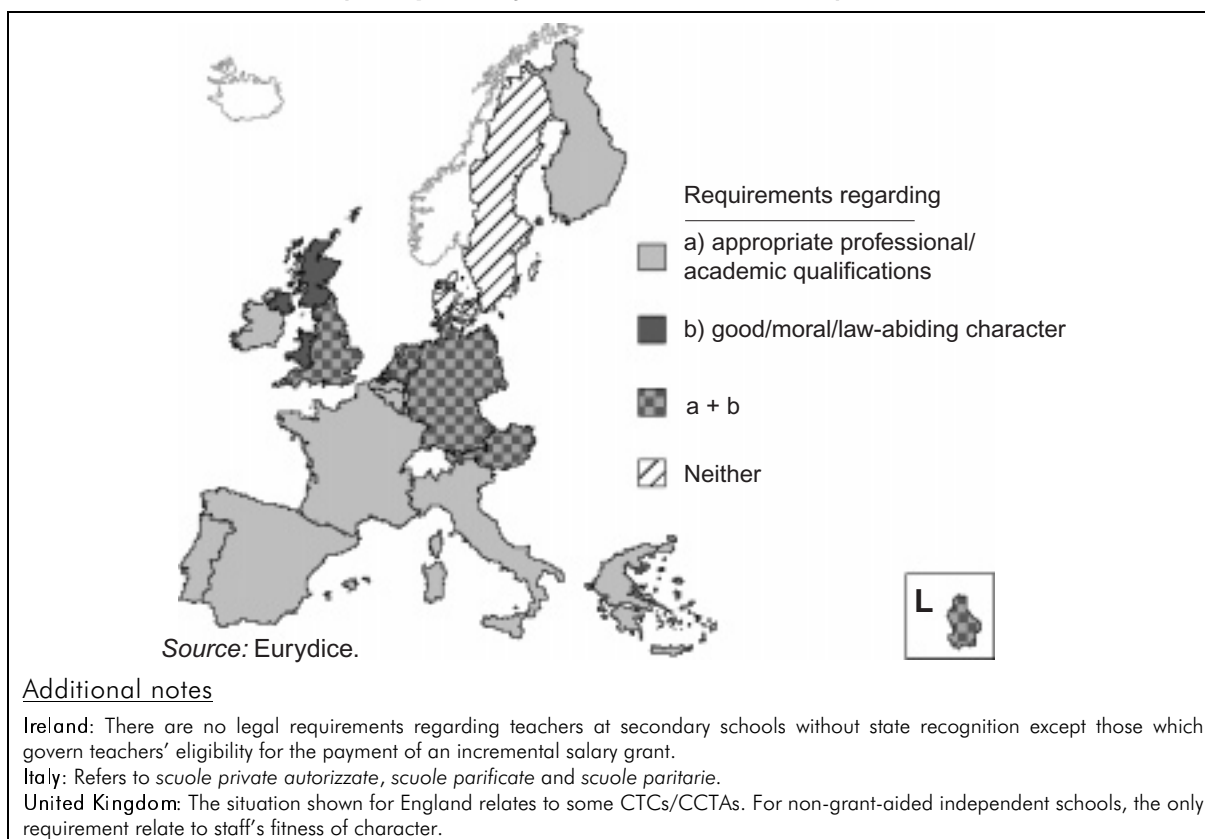 Requirements regarding
a) appropriate professional/
academic qualifications
b) good/moral/law-abiding character
a + b
Neither
L
Source: Eurydice.
Additional notes
Ireland: There are no legal requirements regarding teachers at secondary schools without state recognition except those which
govern teachers' eligibility for the payment of an incremental salary grant.
Italy: Refers to scuole private autorizzate, scuole parificate and scuole paritarie.
United Kingdom: The situation shown for England relates to some CTCs/CCTAs. For non-grant-aided independent schools, the only
requirement relate to staff's fitness of character.